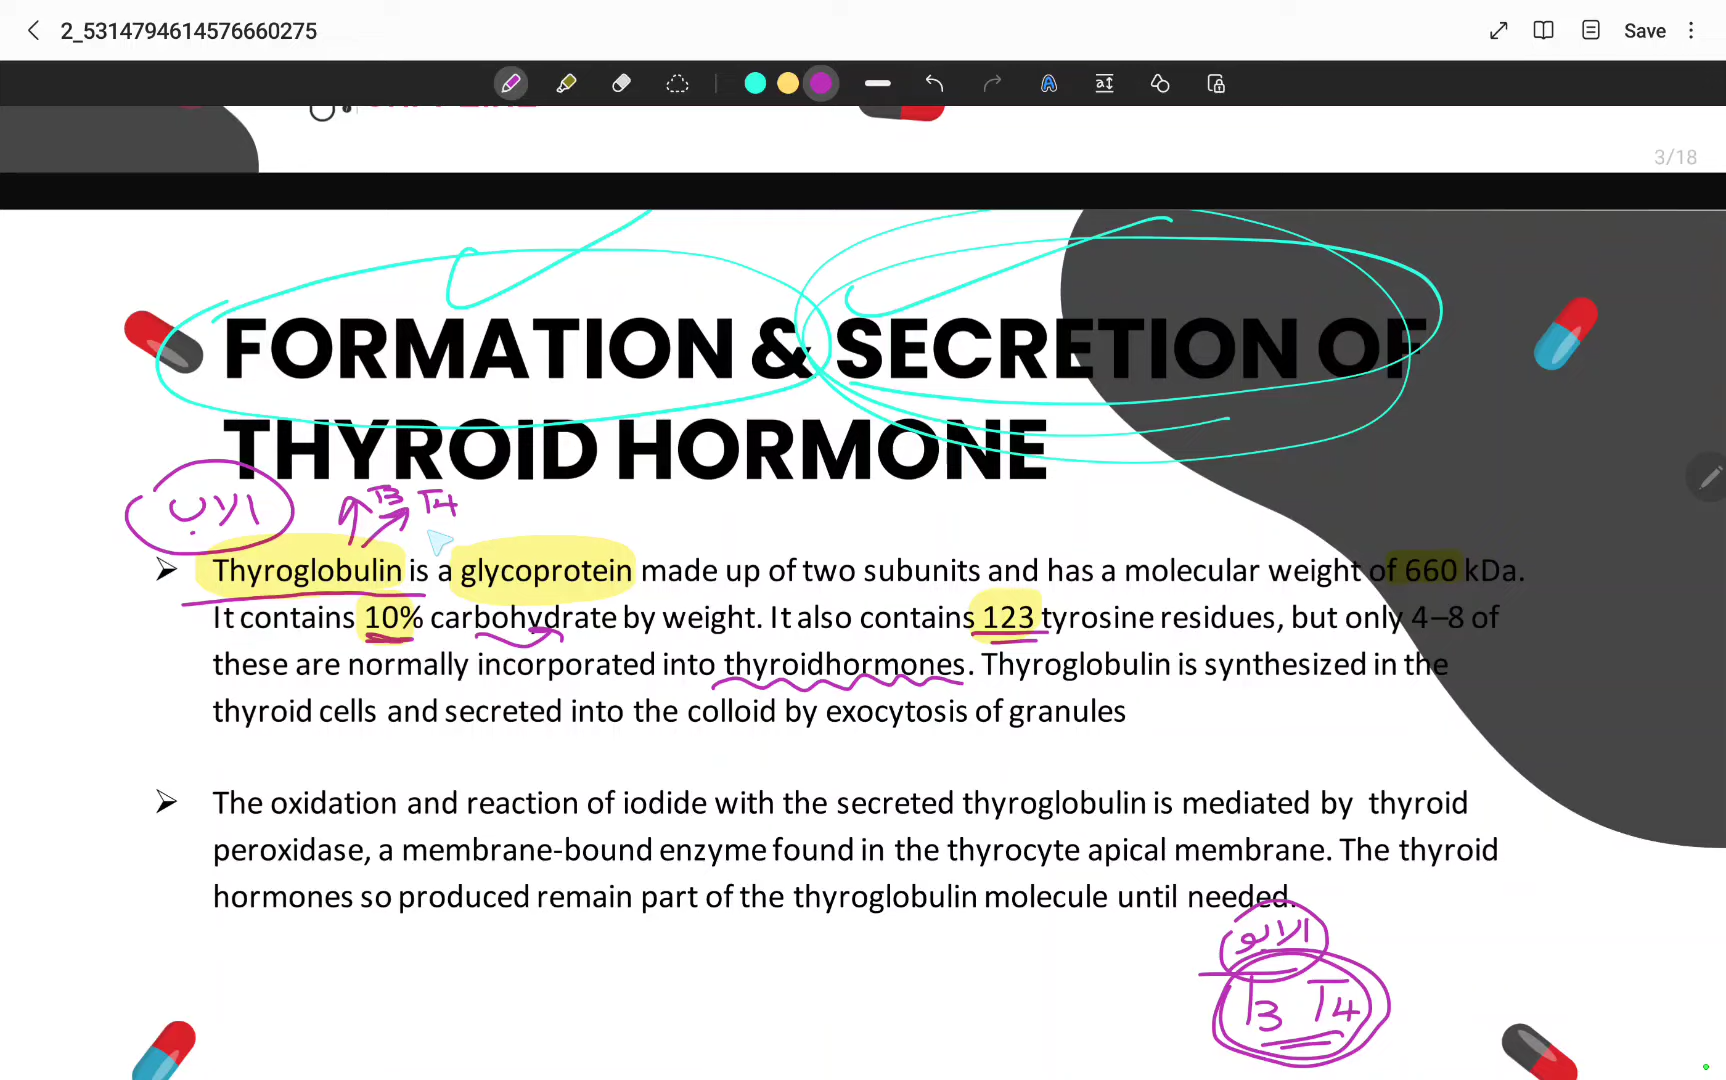 2_5314794614576660275
Save
3/18
FORMATION & SECRETION OF
THYROID HORMONE
T3 T4
➢ Thyroglobulin is a glycoprotein made up of two subunits and has a molecular weight of 660 kDa.
It contains 10% carbohydrate by weight. It also contains 123 tyrosine residues, but only 4–8 of
these are normally incorporated into thyroidhormones. Thyroglobulin is synthesized in the
thyroid cells and secreted into the colloid by exocytosis of granules
➢ The oxidation and reaction of iodide with the secreted thyroglobulin is mediated by thyroid
peroxidase, a membrane-bound enzyme found in the thyrocyte apical membrane. The thyroid
hormones so produced remain part of the thyroglobulin molecule until needed.
T3 T4